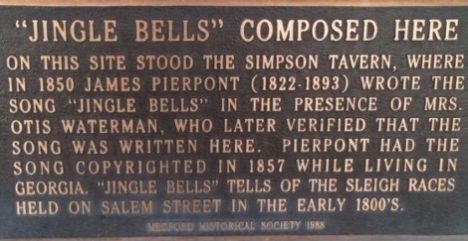 "JINGLE BELLS" COMPOSED HERE
ON THIS SITE STOOD THE SIMPSON TAVERN, WHERE
IN 1850 JAMES PIERPONT (1822-1893) WROTE THE
SONG "JINGLE BELLS" IN THE PRESENCE OF MRS.
OTIS WATERMAN, WHO LATER VERIFIED THAT THE
SONG WAS WRITTEN HERE. PIERPONT HAD THE
SONG COPYRIGHTED IN 1857 WHILE LIVING IN
GEORGIA. "JINGLE BELLS" TELLS OF THE SLEIGH RACES
HELD ON SALEM STREET IN THE EARLY 1800'S.
MEDFORD HISTORICAL SOCIETY